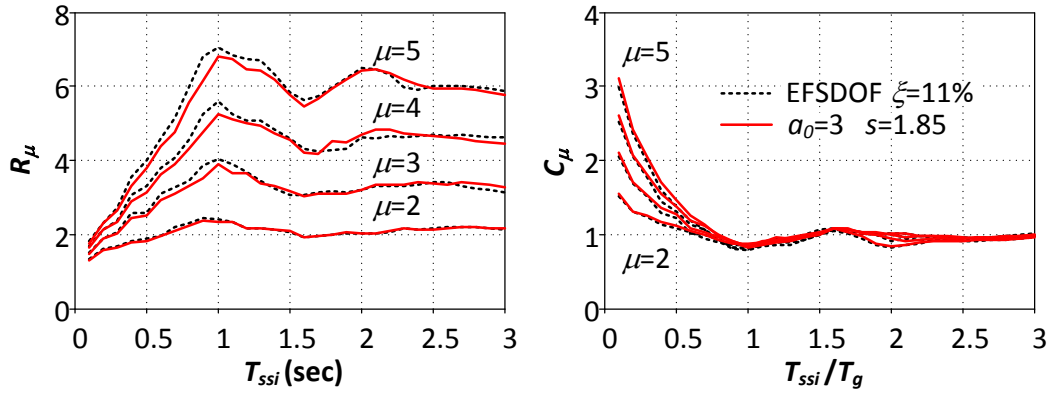 8
6
4
2
0
R_μ
μ=5
μ=4
μ=3
μ=2
0 0.5 1 1.5 2 2.5 3
T_ssi (sec)
4
3
2
1
0
C_μ
μ=5
EFSDOF ξ=11%
a_0=3 s=1.85
μ=2
0 0.5 1 1.5 2 2.5 3
T_ssi/T_g